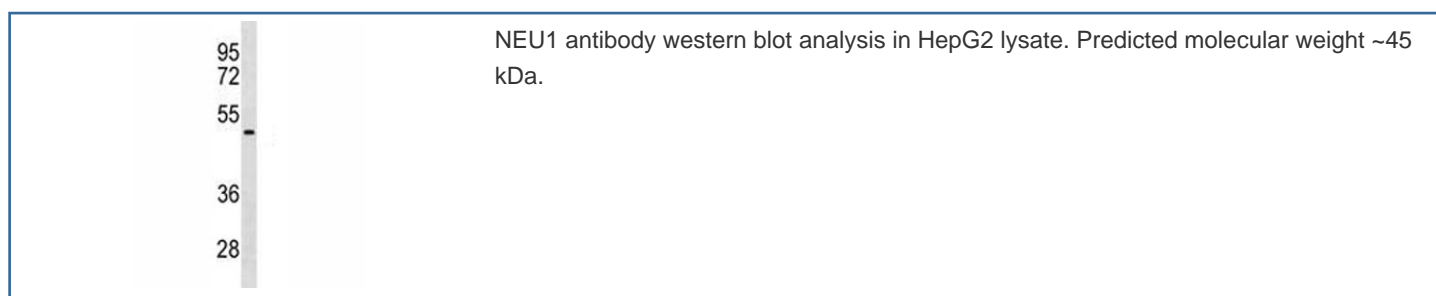 95
72
55
36
28
NEU1 antibody western blot analysis in HepG2 lysate. Predicted molecular weight ~45
kDa.